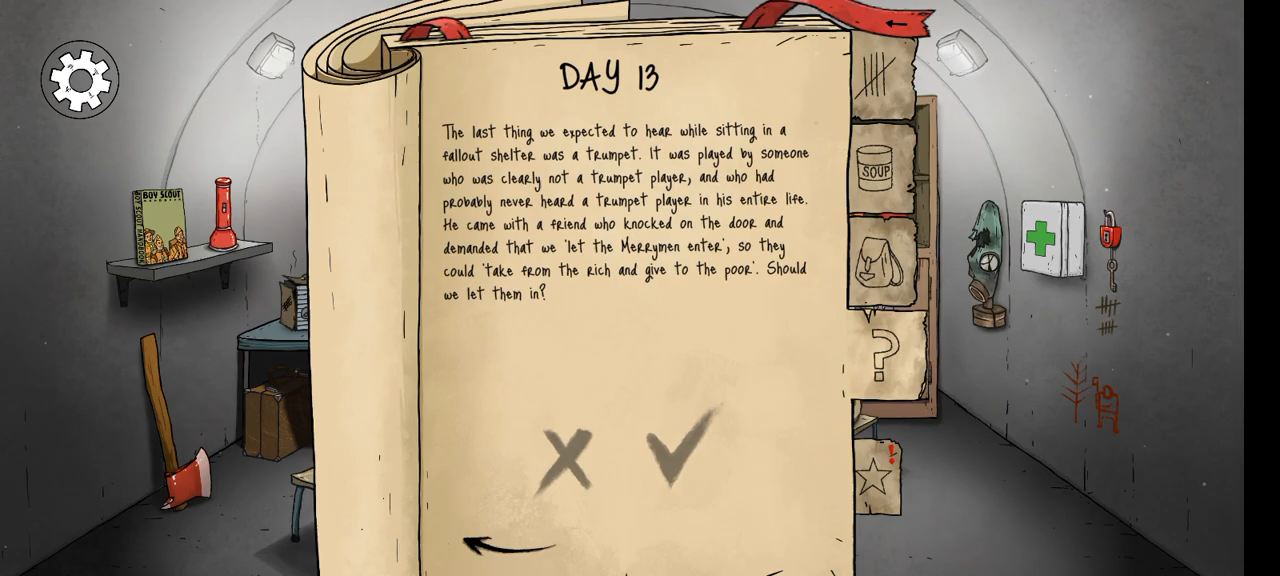 DAY 13
The last thing we expected to hear while sitting in a
fallout shelter was a trumpet. It was played by someone
who was clearly not a trumpet player, and who had
probably never heard a trumpet player in his entire life.
He came with a friend who knocked on the door and
demanded that we 'let the Merrymen enter', so they
could 'take from the rich and give to the poor'. Should
we let them in?
BOY SCOUT
SOUP
?
!